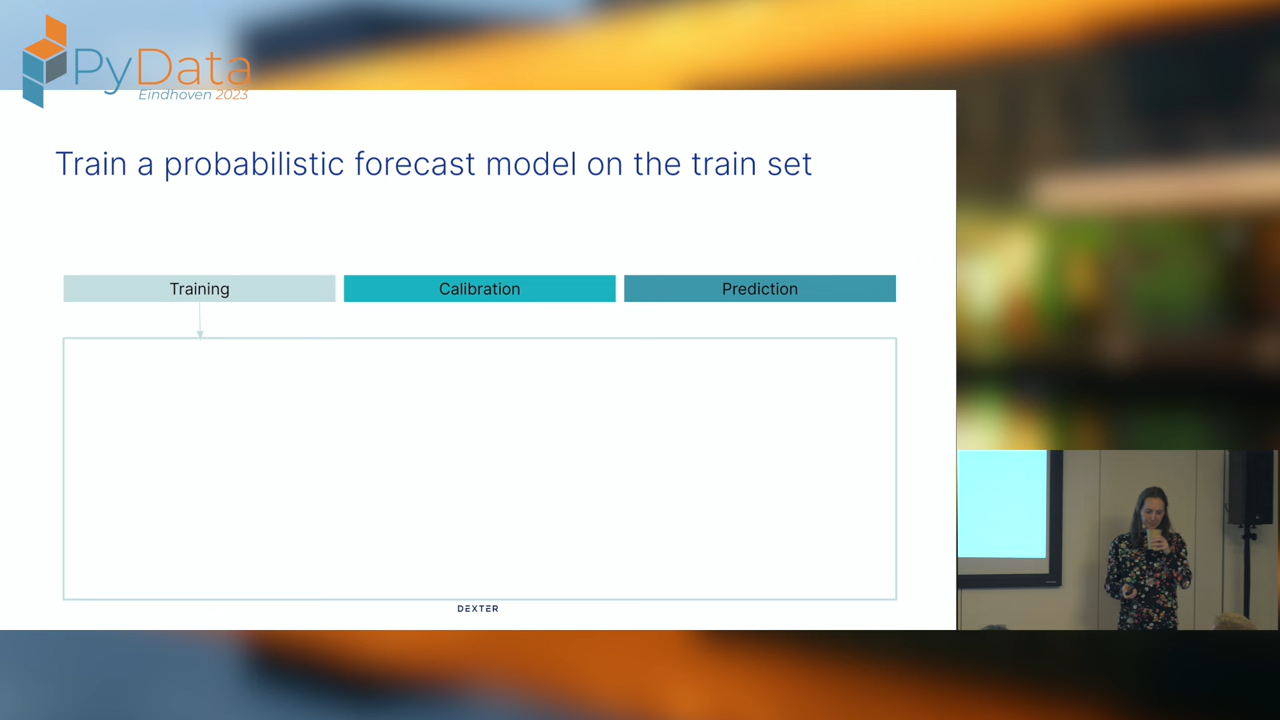 PyData
Eindhoven 2023
Train a probabilistic forecast model on the train set
Training
Calibration
Prediction
DEXTER